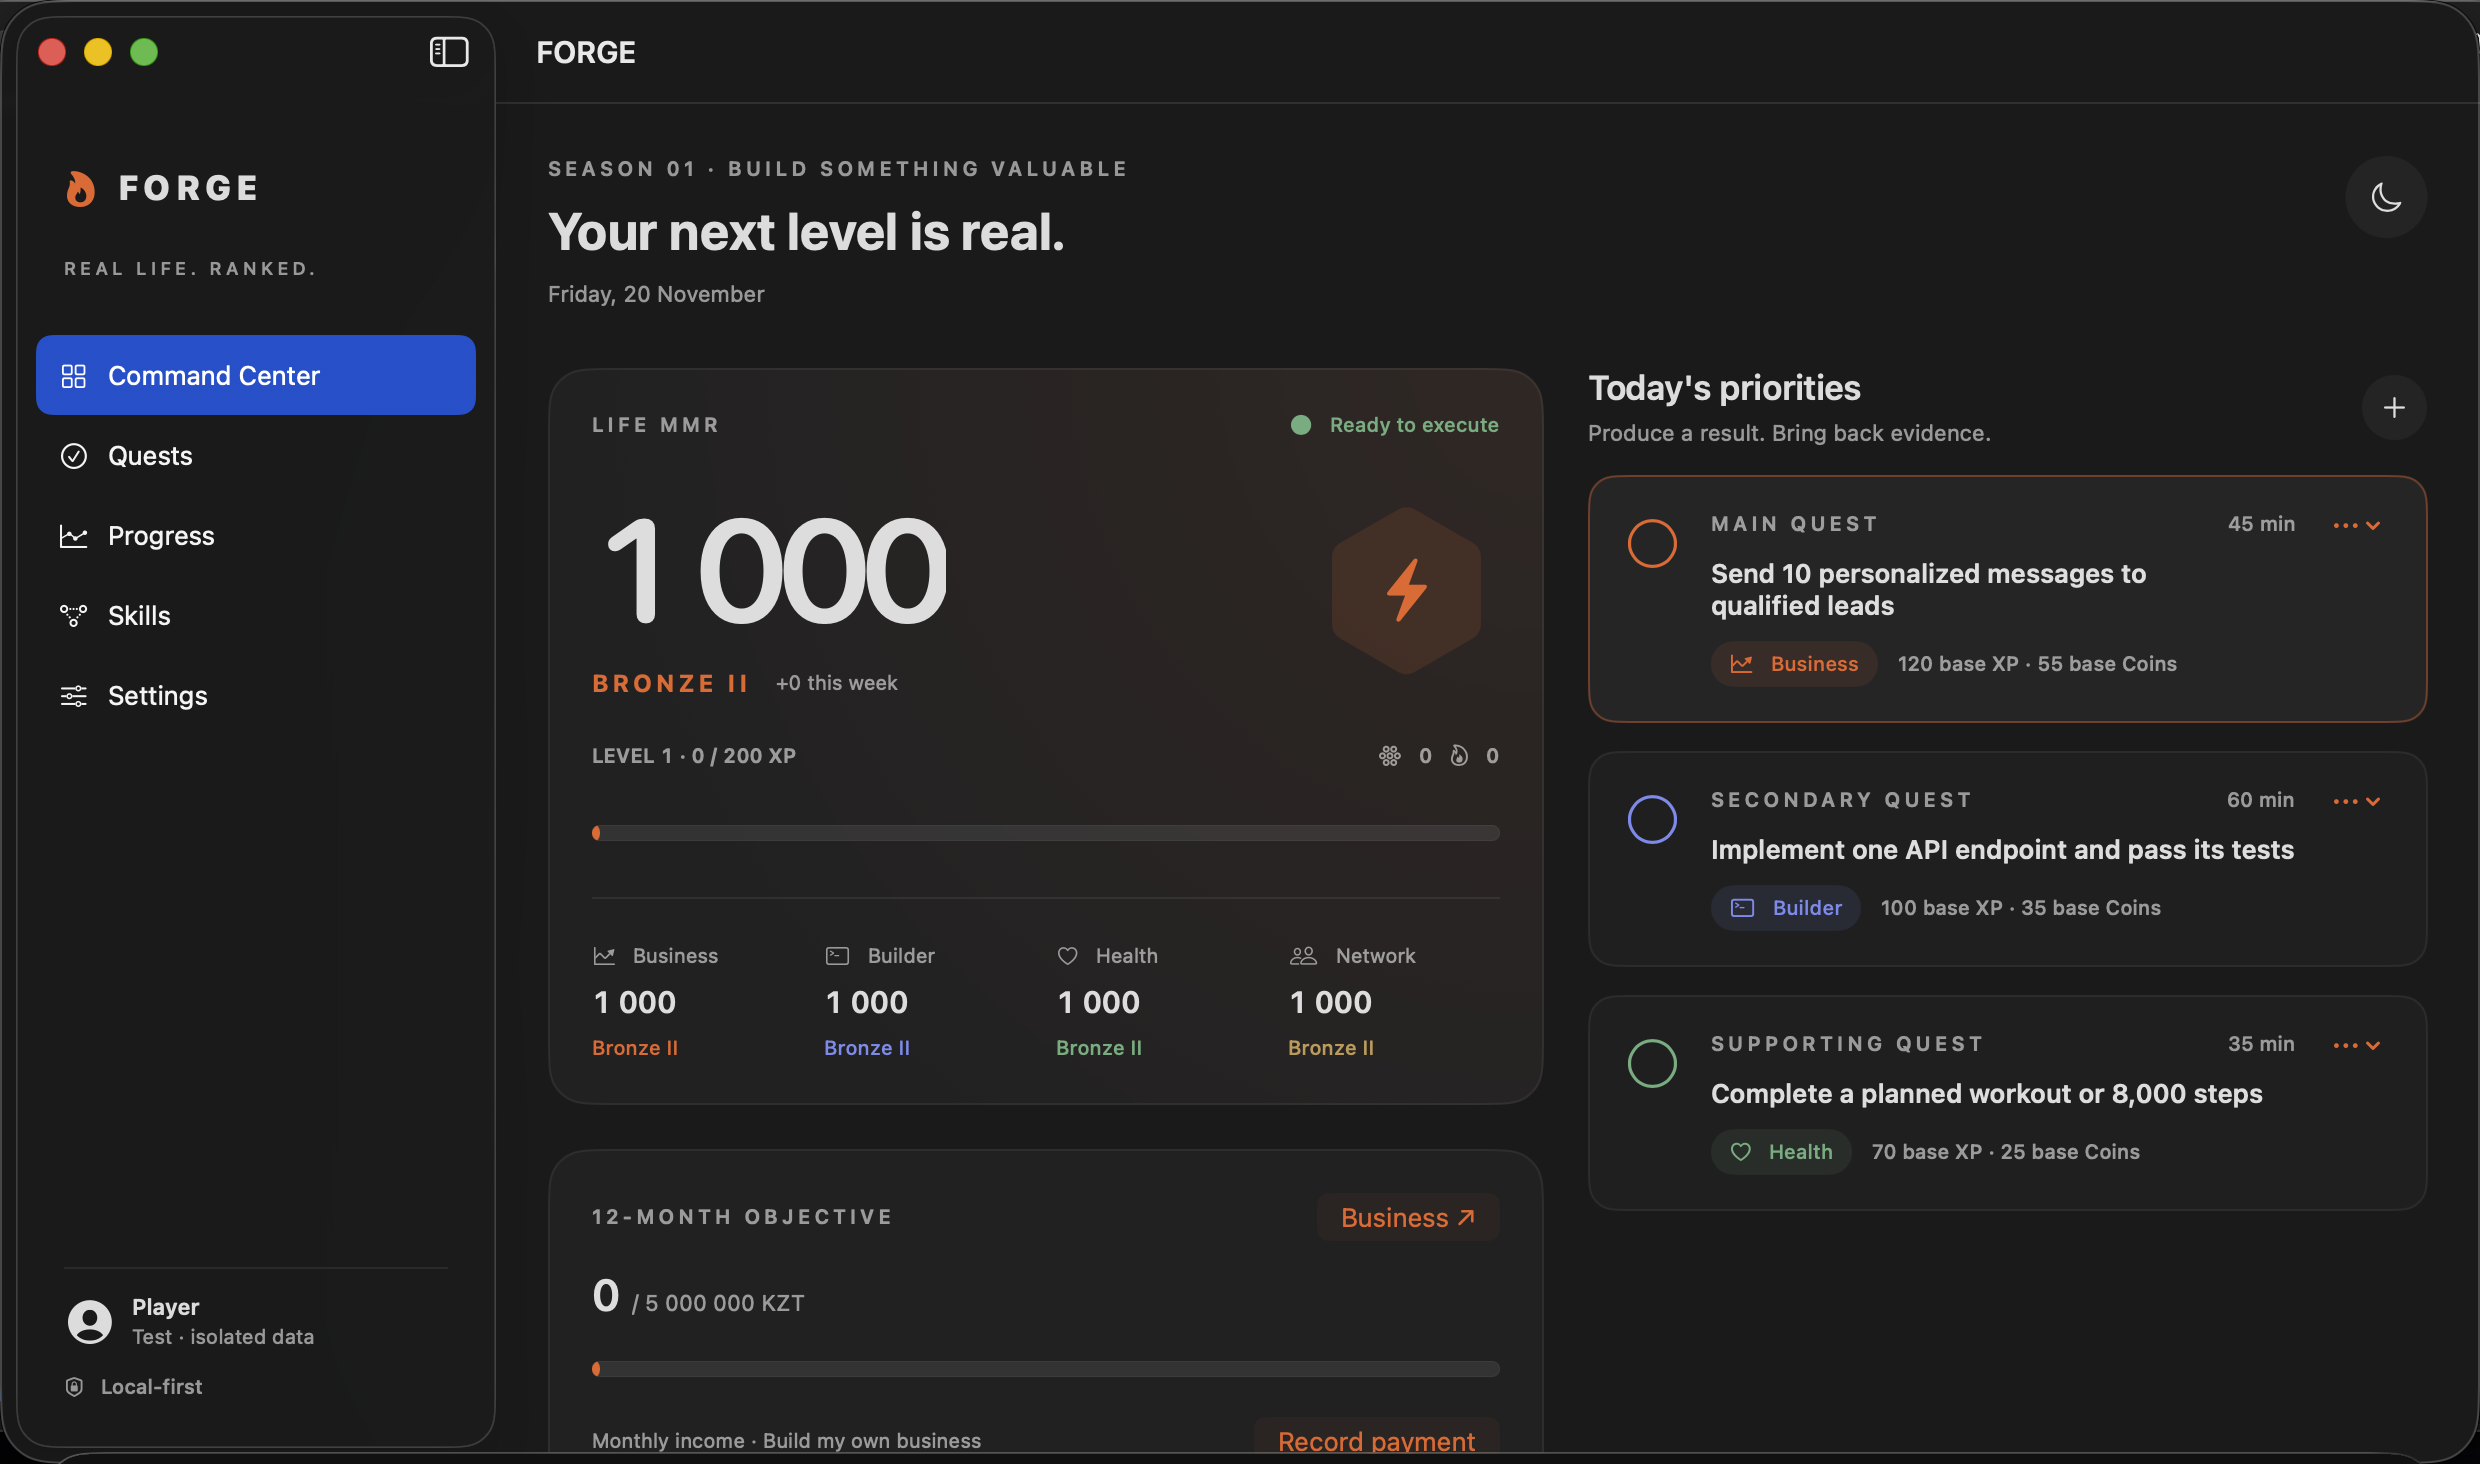 FORGE
FORGE
REAL LIFE. RANKED.
Command Center
Quests
Progress
Skills
Settings
Player
Test · isolated data
Local-first
SEASON 01 · BUILD SOMETHING VALUABLE
Your next level is real.
Friday, 20 November
LIFE MMR
Ready to execute
1 000
BRONZE II +0 this week
LEVEL 1 · 0 / 200 XP
0 0
Business Builder Health Network
1 000 1 000 1 000 1 000
Bronze II Bronze II Bronze II Bronze II
12-MONTH OBJECTIVE
Business ↗
0 / 5 000 000 KZT
Monthly income · Build my own business
Record payment
Today's priorities
Produce a result. Bring back evidence.
MAIN QUEST 45 min
Send 10 personalized messages to
qualified leads
Business 120 base XP · 55 base Coins
SECONDARY QUEST 60 min
Implement one API endpoint and pass its tests
Builder 100 base XP · 35 base Coins
SUPPORTING QUEST 35 min
Complete a planned workout or 8,000 steps
Health 70 base XP · 25 base Coins